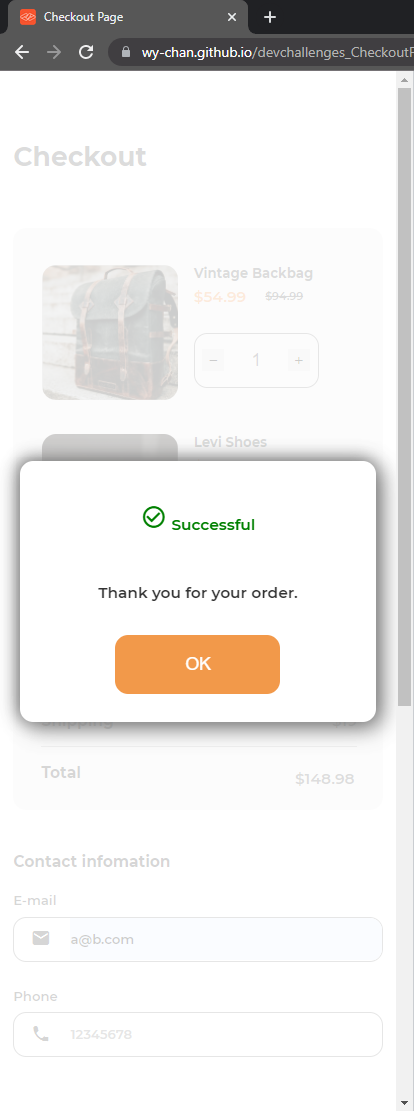 Checkout Page
wy-chan.github.io/devchallenges_CheckoutP
Checkout
Vintage Backbag
$54.99 $94.99
− 1 +
Levi Shoes
Successful
Thank you for your order.
OK
Shipping
Total
$148.98
Contact infomation
E-mail
a@b.com
Phone
12345678